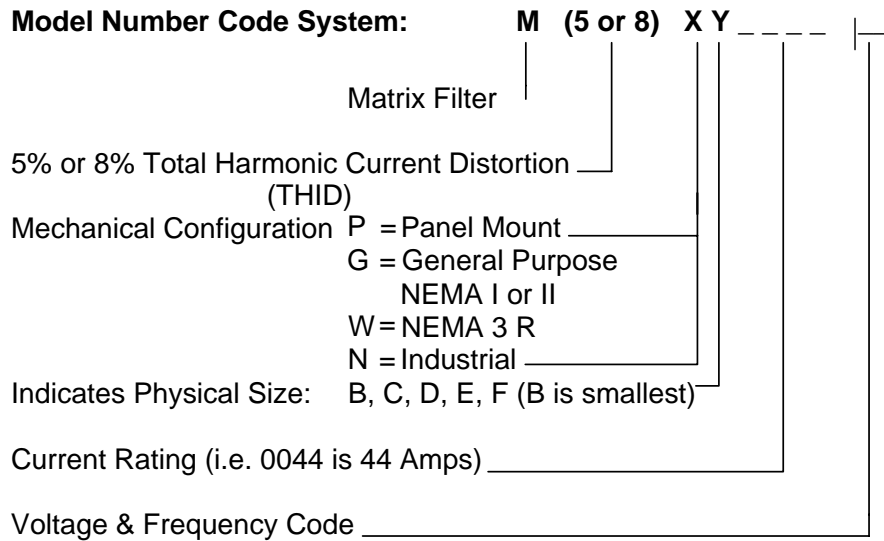 Model Number Code System: M (5 or 8) X Y _ _ _ _ |_
Matrix Filter
5% or 8% Total Harmonic Current Distortion
(THID)
Mechanical Configuration P = Panel Mount
G = General Purpose
NEMA I or II
W = NEMA 3 R
N = Industrial
Indicates Physical Size: B, C, D, E, F (B is smallest)
Current Rating (i.e. 0044 is 44 Amps)
Voltage & Frequency Code